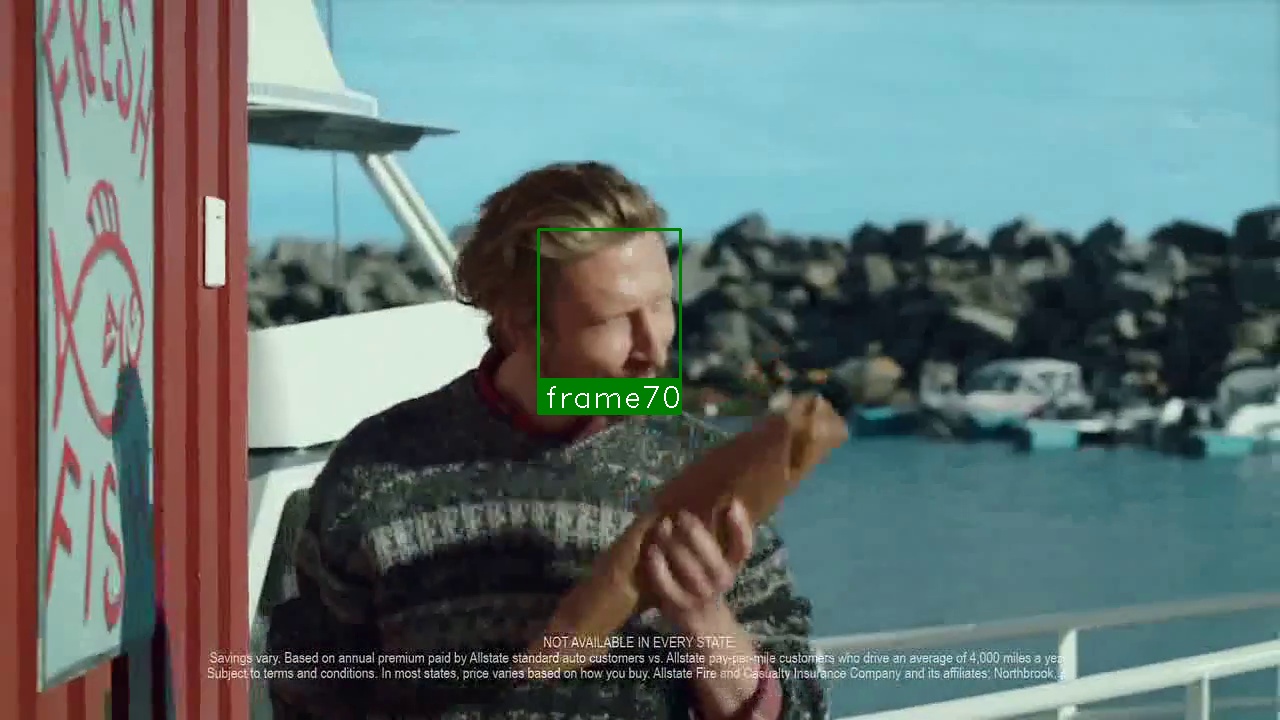 FRESH
FIS
frame70
NOT AVAILABLE IN EVERY STATE.
Savings vary. Based on annual premium paid by Allstate standard auto customers vs. Allstate pay-per-mile customers who drive an average of 4,000 miles a
Subject to terms and conditions. In most states, price varies based on how you buy. Allstate Fire and Casualty Insurance Company and its affiliates; Northbrook,